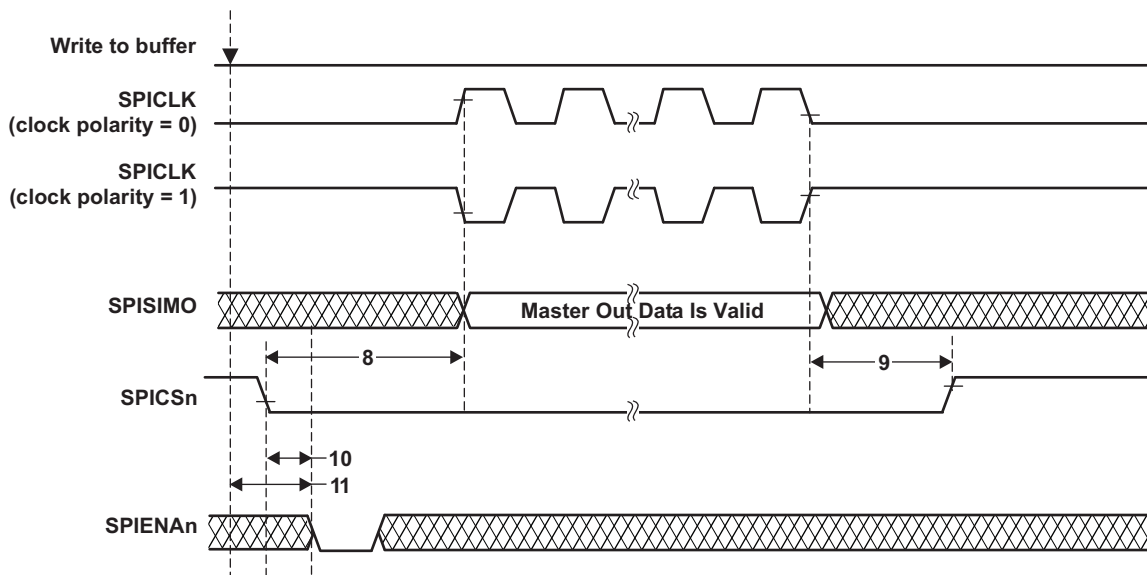 Write to buffer
SPICLK
(clock polarity = 0)
SPICLK
(clock polarity = 1)
SPISIMO
Master Out Data Is Valid
8
9
SPICSn
10
11
SPIENAn